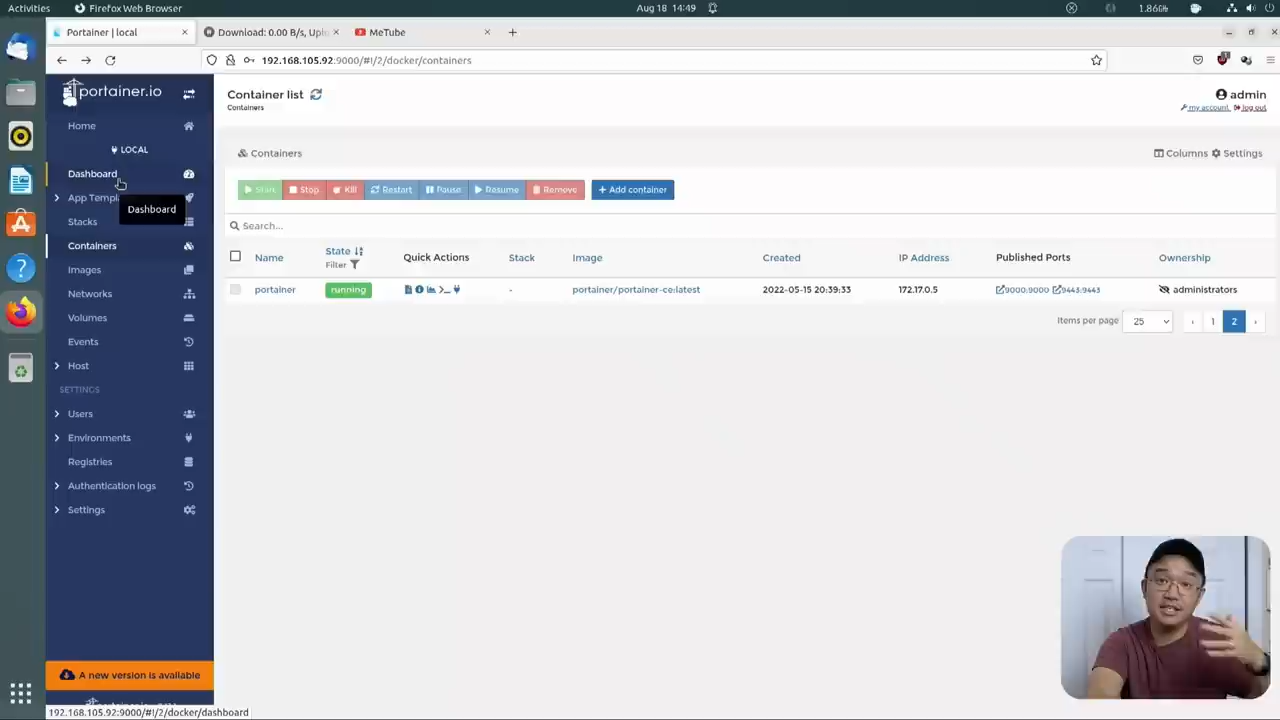 Activities
Firefox Web Browser
Aug 18 14:49
1.860
Portainer | local
Download: 0.00 B/s, Upl
MeTube
192.168.105.92:9000/#!/2/docker/containers
portainer.io
Home
LOCAL
Dashboard
App Templa
Dashboard
Stacks
Containers
Images
Networks
Volumes
Events
Host
SETTINGS
Users
Environments
Registries
Authentication logs
Settings
A new version is available
192.168.105.92:9000/#!/2/docker/dashboard
Container list
Containers
admin
my account
log out
Containers
Columns
Settings
Start
Stop
Kill
Restart
Pause
Resume
Remove
Add container
Search...
Name
State
Filter
Quick Actions
Stack
Image
Created
IP Address
Published Ports
Ownership
portainer
running
-
portainer/portainer-ce:latest
2022-05-15 20:39:33
172.17.0.5
9000:9000
9443:9443
administrators
Items per page
25
1
2